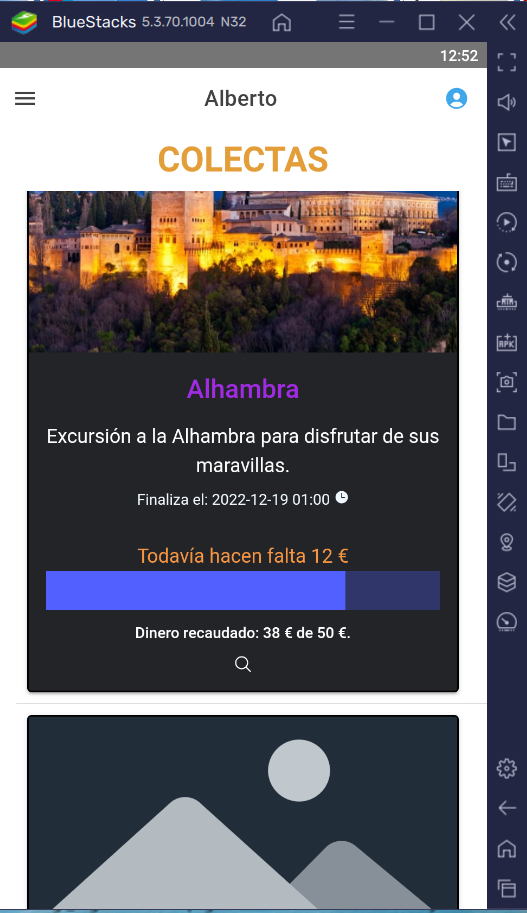 BlueStacks 5.3.70.1004 N32
12:52
Alberto
COLECTAS
Alhambra
Excursión a la Alhambra para disfrutar de sus
maravillas.
Finaliza el: 2022-12-19 01:00
Todavía hacen falta 12 €
Dinero recaudado: 38 € de 50 €.